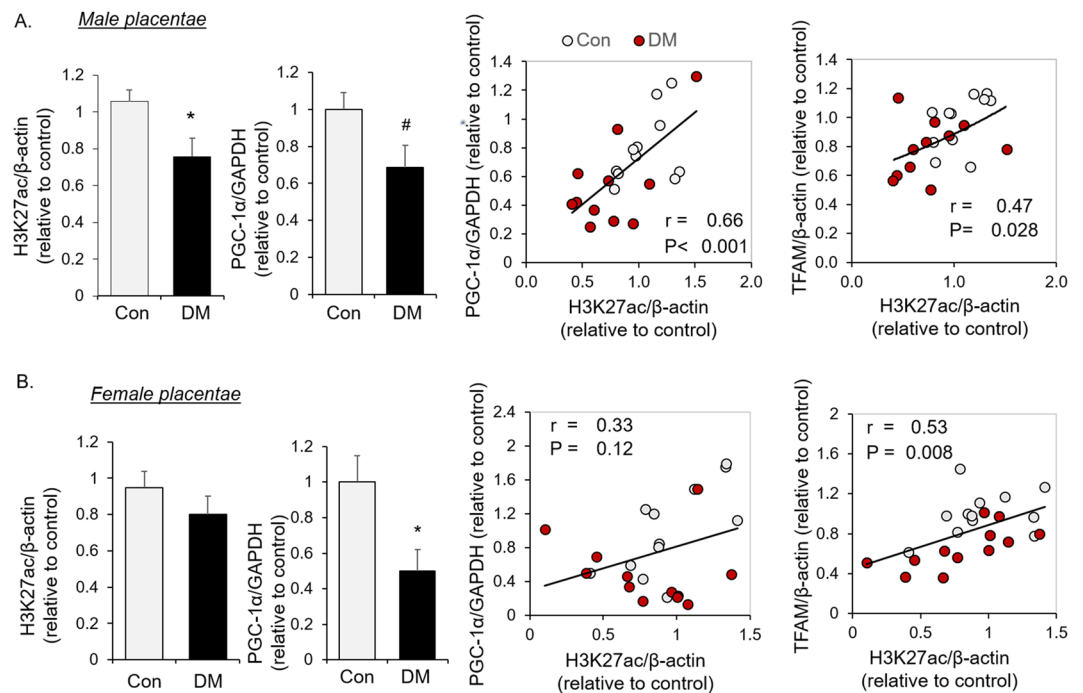 A.
Male placentae
H3K27ac/β-actin
(relative to control)
1.2
1
0.8
0.6
0.4
0.2
0
*
Con DM
PGC-1α/GAPDH
(relative to control)
1.2
1
0.8
0.6
0.4
0.2
0
#
Con DM
Con DM
PGC-1α/GAPDH (relative to control)
1.4
1.2
1
0.8
0.6
0.4
0.2
0
r = 0.66
P< 0.001
0.0 0.5 1.0 1.5 2.0
H3K27ac/β-actin
(relative to control)
TFAM/β-actin (relative to control)
1.4
1.2
1.0
0.8
0.6
0.4
0.2
0.0
r = 0.47
P= 0.028
0.0 1.0 2.0
H3K27ac/β-actin
(relative to control)
B.
Female placentae
H3K27ac/β-actin
(relative to control)
1.2
1
0.8
0.6
0.4
0.2
0
Con DM
PGC-1α/GAPDH
(relative to control)
1.2
1
0.8
0.6
0.4
0.2
0
*
Con DM
PGC-1α/GAPDH (relative to control)
2.4
2
1.6
1.2
0.8
0.4
0
r = 0.33
P = 0.12
0 0.5 1 1.5
H3K27ac/β-actin
(relative to control)
TFAM/β-actin (relative to control)
2
1.6
1.2
0.8
0.4
0
r = 0.53
P = 0.008
0 0.5 1 1.5
H3K27ac/β-actin
(relative to control)